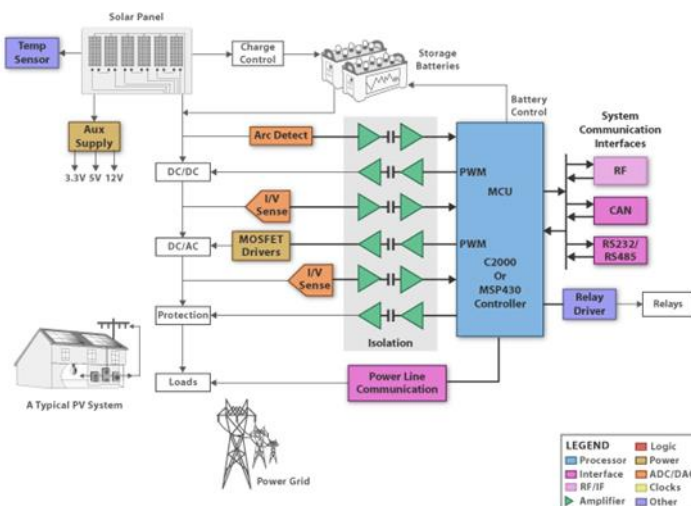 Solar Panel
Temp
Sensor
Charge
Control
Storage
Batteries
Battery
Control
System
Communication
Interfaces
Aux
Supply
3.3V 5V 12V
Arc Detect
DC/DC
PWM
MCU
RF
I/V
Sense
CAN
DC/AC
MOSFET
Drivers
PWM
RS232/
RS485
C2000
Or
MSP430
Controller
I/V
Sense
Relay
Driver
Relays
Protection
Isolation
Loads
Power Line
Communication
A Typical PV System
Power Grid
LEGEND
Processor
Interface
RF/IF
Amplifier
Logic
Power
ADC/DAC
Clocks
Other